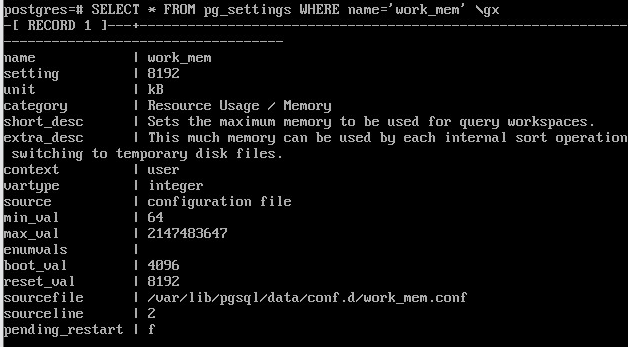 postgres=# SELECT * FROM pg_settings WHERE name='work_mem' \gx
-[ RECORD 1 ]---+----------------------------------------------------------------------
-----------------------------------
name            | work_mem
setting         | 8192
unit            | kB
category        | Resource Usage / Memory
short_desc      | Sets the maximum memory to be used for query workspaces.
extra_desc      | This much memory can be used by each internal sort operation
 switching to temporary disk files.
context         | user
vartype         | integer
source          | configuration file
min_val         | 64
max_val         | 2147483647
enumvals        |
boot_val        | 4096
reset_val       | 8192
sourcefile      | /var/lib/pgsql/data/conf.d/work_mem.conf
sourceline      | 2
pending_restart | f